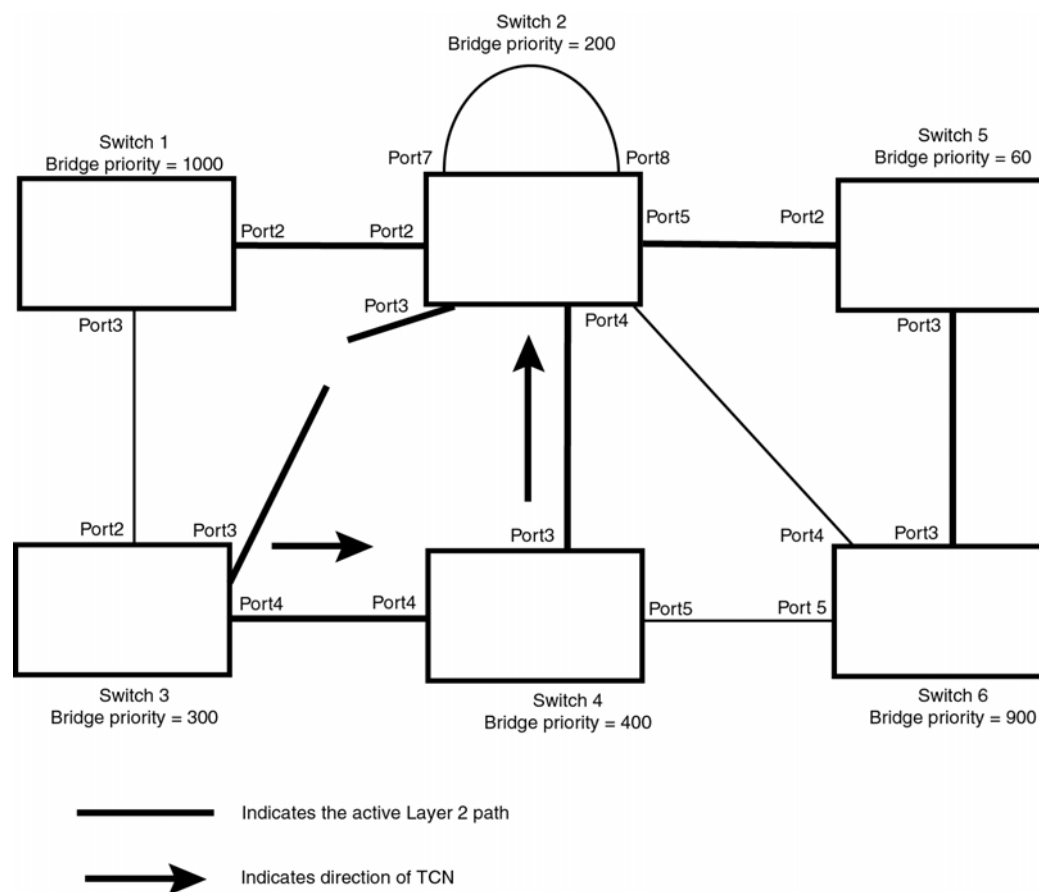 Switch 2
Bridge priority = 200
Switch 1
Bridge priority = 1000
Switch 5
Bridge priority = 60
Port7
Port8
Port2
Port2
Port5
Port2
Port3
Port3
Port4
Port3
Port2
Port3
Port3
Port4
Port3
Port4
Port4
Port5
Port 5
Switch 3
Bridge priority = 300
Switch 4
Bridge priority = 400
Switch 6
Bridge priority = 900
Indicates the active Layer 2 path
Indicates direction of TCN